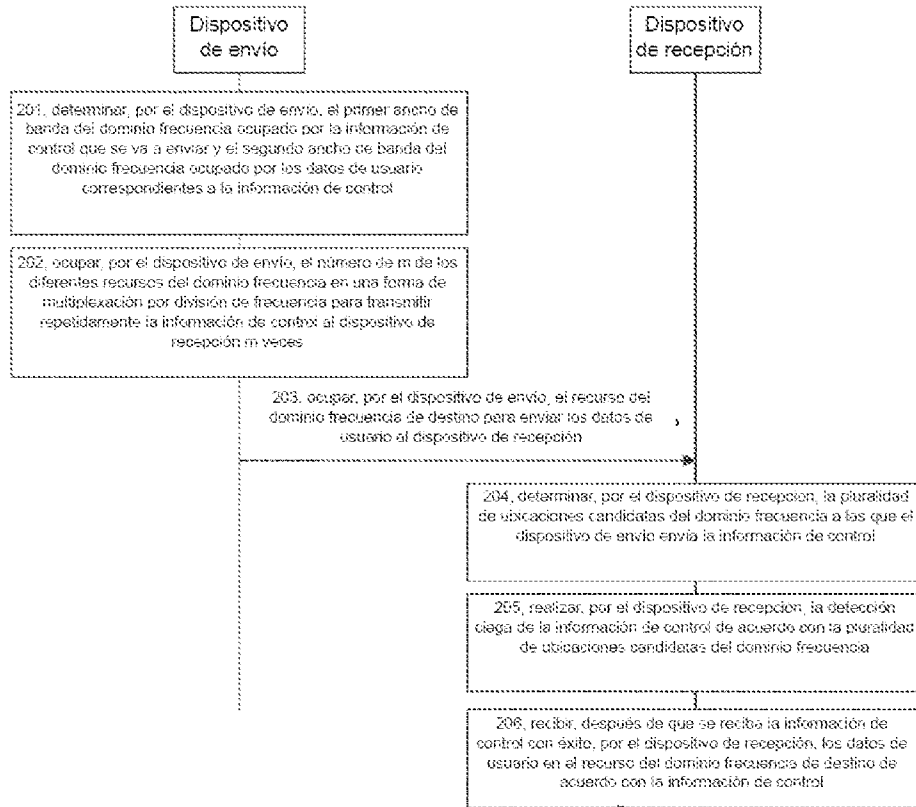 Dispositivo
de envío
Dispositivo
de recepción
201, determinar, por el dispositivo de envío, el primer ancho de
banda del dominio frecuencia ocupado por la información de
control que se va a enviar y el segundo ancho de banda del
dominio frecuencia ocupado por los datos de usuario
correspondientes a la información de control
202, ocupar, por el dispositivo de envío, el número de m de los
diferentes recursos del dominio frecuencia en una forma de
multiplexación por división de frecuencia para transmitir
repetidamente la información de control al dispositivo de
recepción m veces
203, ocupar, por el dispositivo de envío, el recurso del
dominio frecuencia de destino para enviar los datos de
usuario al dispositivo de recepción
204, determinar, por el dispositivo de recepcion, la pluralidad
de ubicaciones candidatas del dominio frecuencia a las que el
dispositivo de envío envía la información de control
205, realizar, por el dispositivo de recepcion, la detección
ciega de la información de control de acuerdo con la pluralidad
de ubicaciones candidatas del dominio frecuencia
206, recibir, después de que se reciba la información de
control con éxito, por el dispositivo de recepción, los datos de
usuario en el recurso del dominio frecuencia de destino de
acuerdo con la información de control